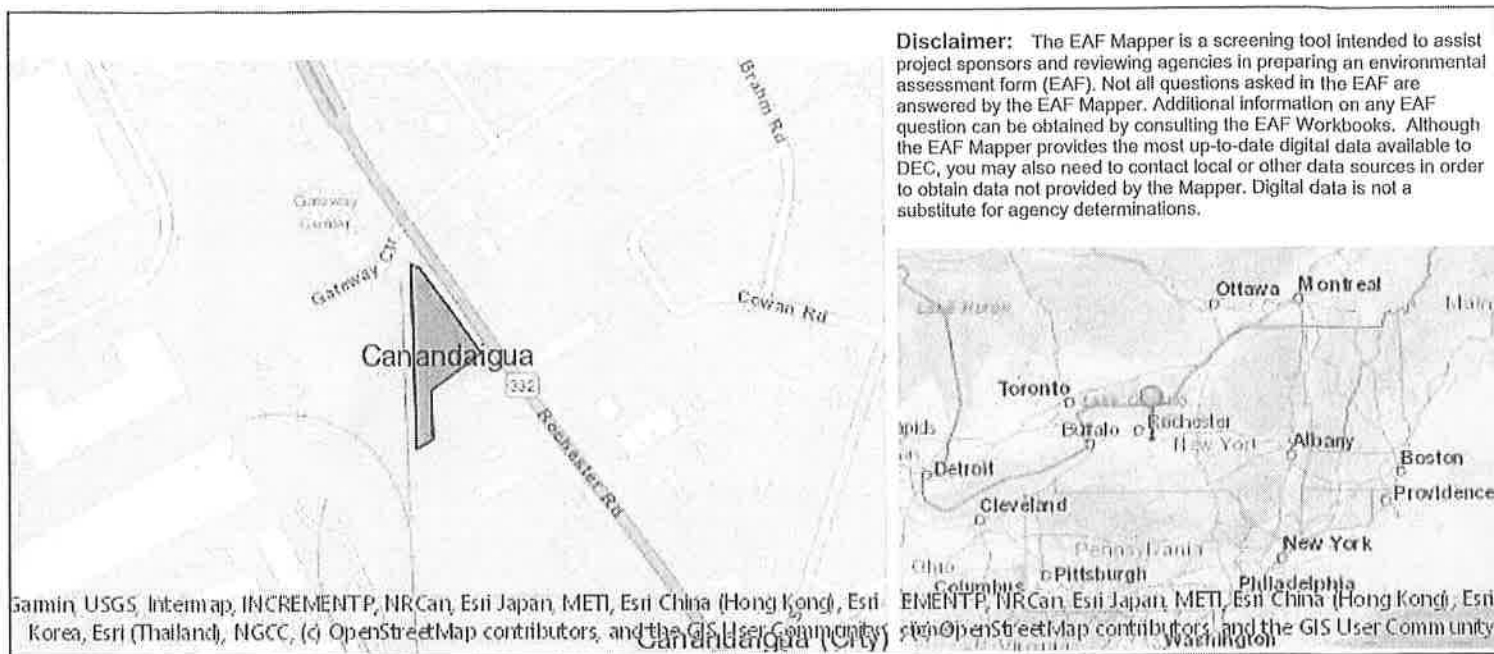 Disclaimer: The EAF Mapper is a screening tool intended to assist
project sponsors and reviewing agencies in preparing an environmental
assessment form (EAF). Not all questions asked in the EAF are
answered by the EAF Mapper. Additional information on any EAF
question can be obtained by consulting the EAF Workbooks. Although
the EAF Mapper provides the most up-to-date digital data available to
DEC, you may also need to contact local or other data sources in order
to obtain data not provided by the Mapper. Digital data is not a
substitute for agency determinations.
Brahm Rd
Gateway
Gateway Ctr
Cowan Rd
Canandaigua
332
Rochester Rd
Garmin, USGS, Intermap, INCREMENT P, NRCan, Esri Japan, METI, Esri China (Hong Kong), Esri
Korea, Esri (Thailand), NGCC, (c) OpenStreetMap contributors, and the GIS User Community
Canandaigua (City)
Ottawa
Montreal
Lake Huron
Toronto
Rochester
Buffalo
New York
Albany
Boston
Detroit
Providence
Cleveland
Pennsylvania
New York
Ohio
Pittsburgh
Columbus
Philadelphia
EMENT P, NRCan, Esri Japan, METI, Esri China (Hong Kong), Esri
OpenStreetMap contributors, and the GIS User Community
Washington